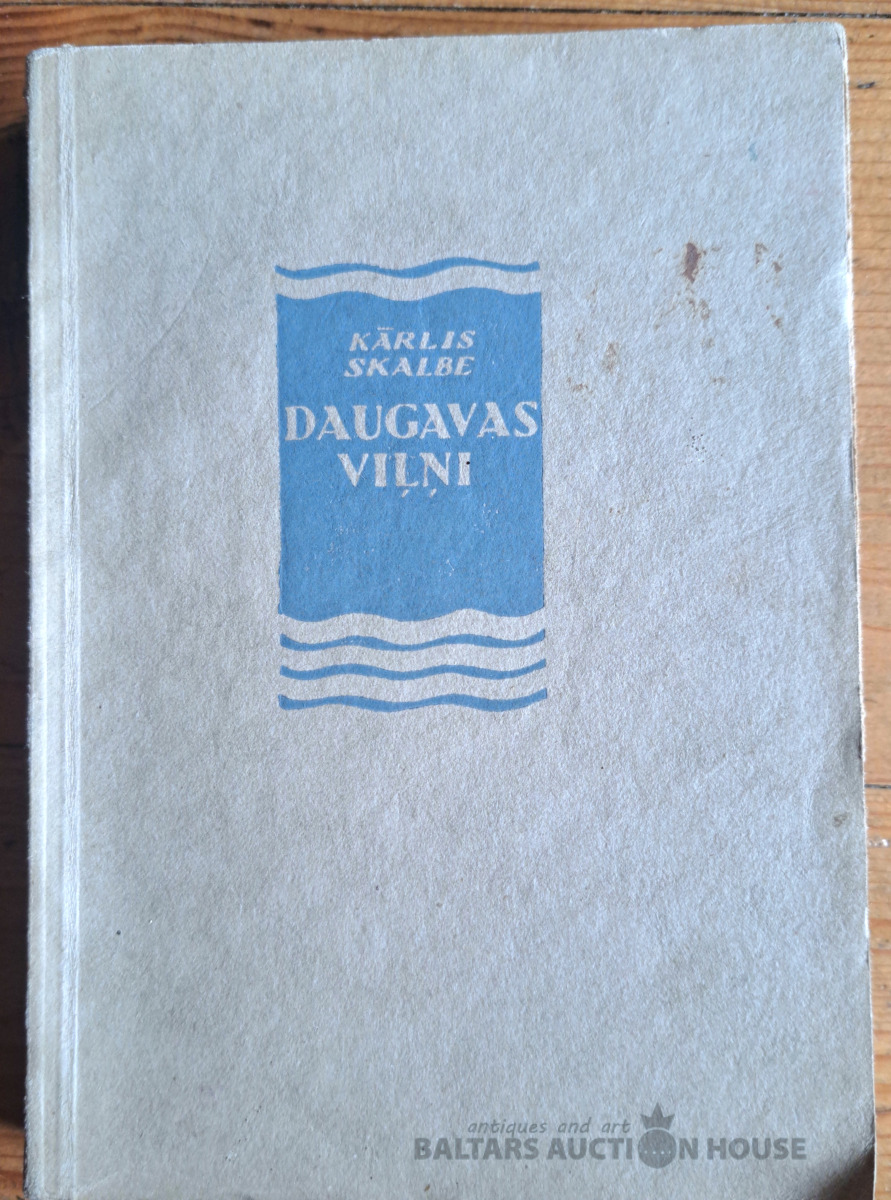 KĀRLIS
SKALBE
DAUGAVAS
VIĻŅI
antiques and art
BALTARS AUCTION HOUSE